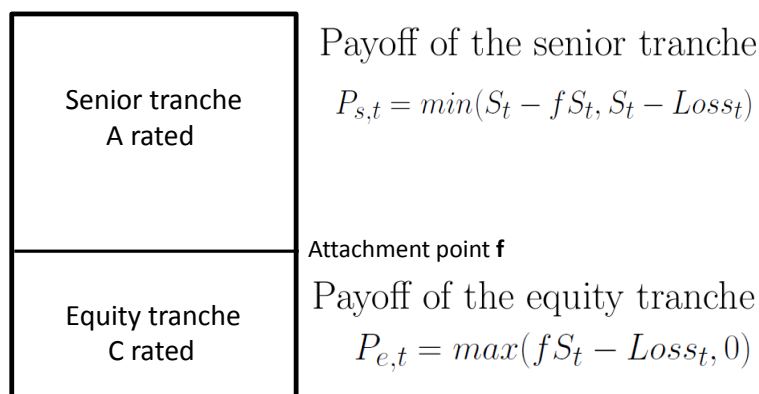 Payoff of the senior tranche
Senior tranche
A rated
P_{s,t} = min(S_t − fS_t, S_t − Loss_t)
Attachment point f
Payoff of the equity tranche
Equity tranche
C rated
P_{e,t} = max(fS_t − Loss_t, 0)